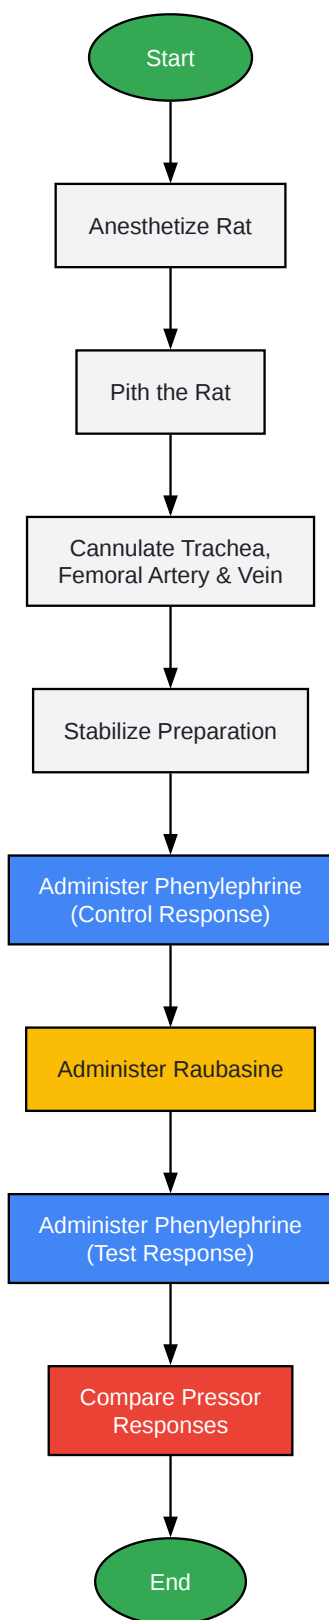 Start
Anesthetize Rat
Pith the Rat
Cannulate Trachea,
Femoral Artery & Vein
Stabilize Preparation
Administer Phenylephrine
(Control Response)
Administer Raubasine
Administer Phenylephrine
(Test Response)
Compare Pressor
Responses
End